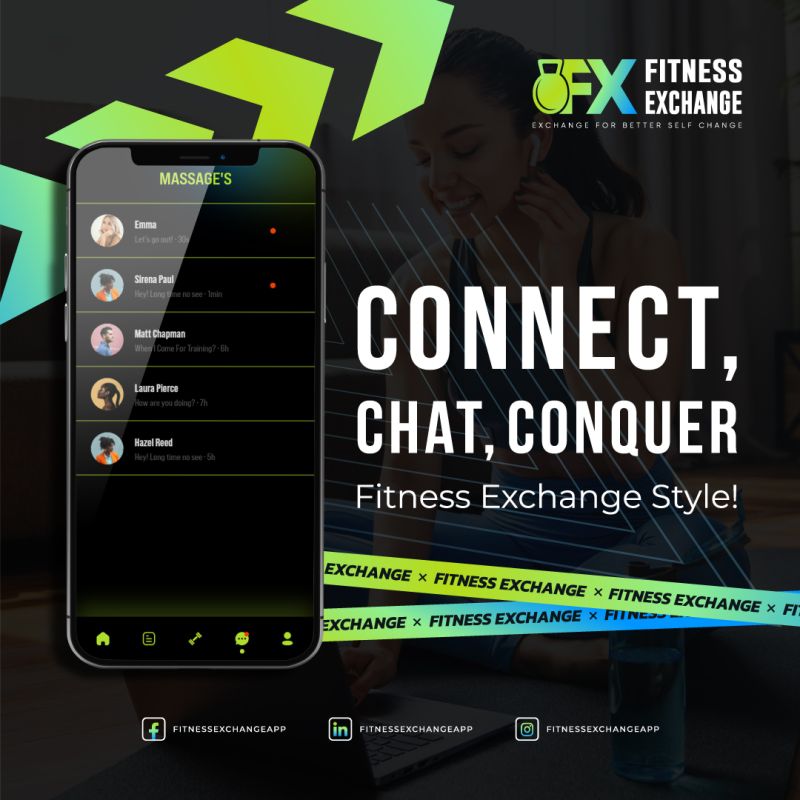 FX FITNESS
EXCHANGE
EXCHANGE FOR BETTER SELF CHANGE
MASSAGE'S
Emma
Let's go out! · 30s
Sirena Paul
Hey! Long time no see · 1min
Matt Chapman
When I Come For Training? · 6h
Laura Pierce
How are you doing? · 7h
Hazel Reed
Hey! Long time no see · 5h
CONNECT,
CHAT, CONQUER
Fitness Exchange Style!
EXCHANGE × FITNESS EXCHANGE × FITNESS EXCHANGE × FI
EXCHANGE × FITNESS EXCHANGE × FITNESS
FITNESSEXCHANGEAPP
in FITNESSEXCHANGEAPP
FITNESSEXCHANGEAPP